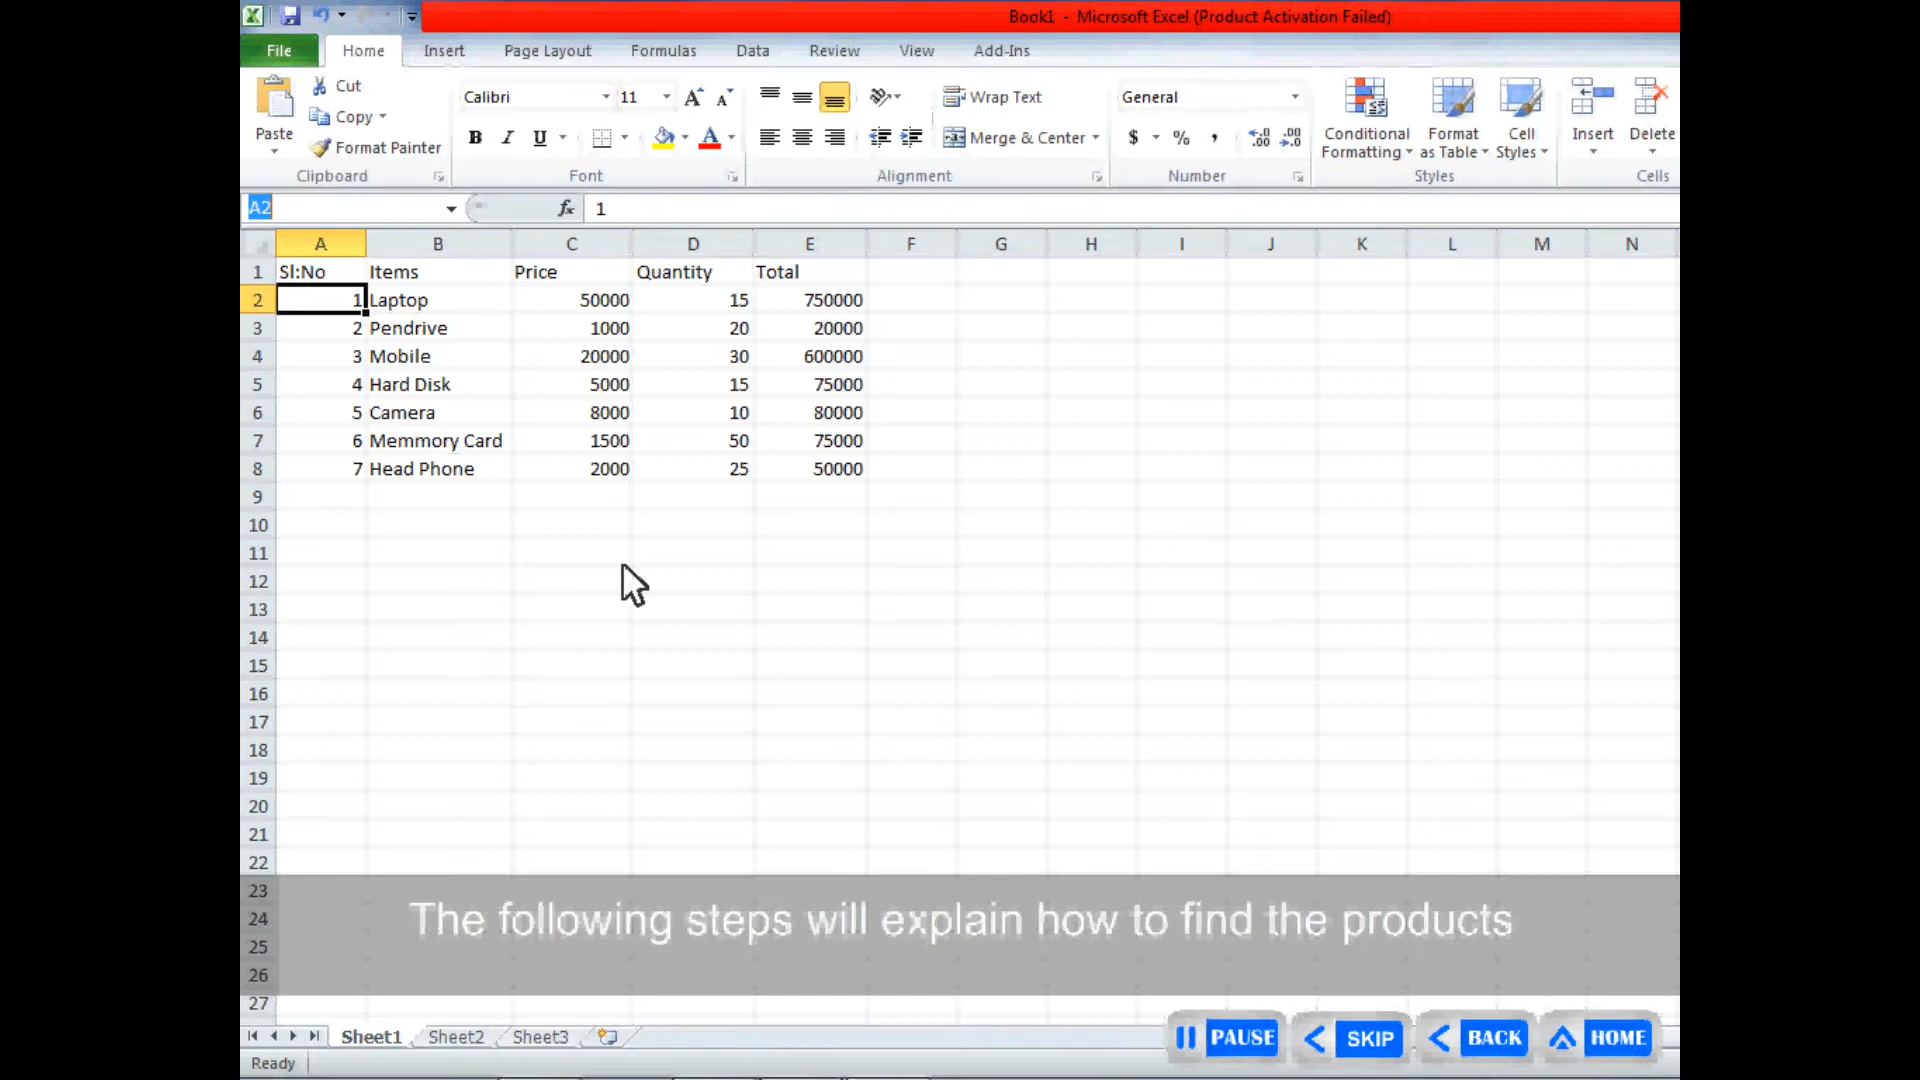 Book1 - Microsoft Excel (Product Activation Failed)
File Home Insert Page Layout Formulas Data Review View Add-Ins
Paste
Cut
Copy
Format Painter
Clipboard
Calibri 11
B I U
Font
Wrap Text
Merge & Center
Alignment
General
$ % , .00 .00
Number
Conditional Formatting
Format as Table
Cell Styles
Styles
Insert Delete
Cells
A2 fx 1
A B C D E F G H I J K L M N
1 Sl:No Items Price Quantity Total
2 1 Laptop 50000 15 750000
3 2 Pendrive 1000 20 20000
4 3 Mobile 20000 30 600000
5 4 Hard Disk 5000 15 75000
6 5 Camera 8000 10 80000
7 6 Memmory Card 1500 50 75000
8 7 Head Phone 2000 25 50000
9
10
11
12
13
14
15
16
17
18
19
20
21
22
23
24
25
26
27
The following steps will explain how to find the products
Sheet1 Sheet2 Sheet3
PAUSE SKIP BACK HOME
Ready